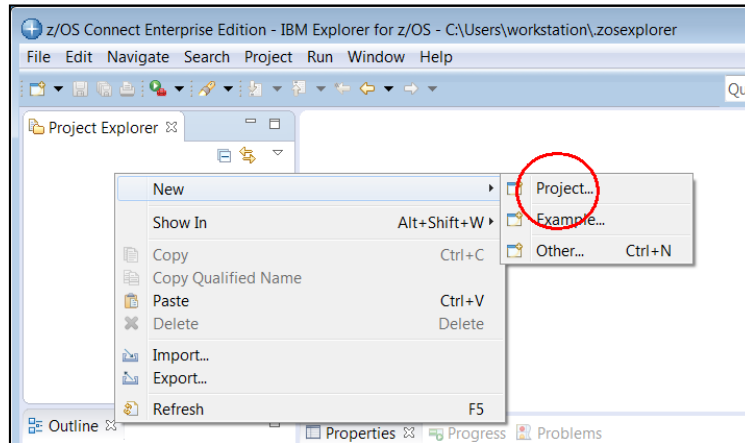 z/OS Connect Enterprise Edition - IBM Explorer for z/OS - C:\Users\workstation\.zosexplorer
File Edit Navigate Search Project Run Window Help
Qu
Project Explorer
New
Project...
Show In Alt+Shift+W
Example...
Copy Ctrl+C
Other... Ctrl+N
Copy Qualified Name
Paste Ctrl+V
Delete Delete
Import...
Export...
Refresh F5
Outline
Properties Progress Problems